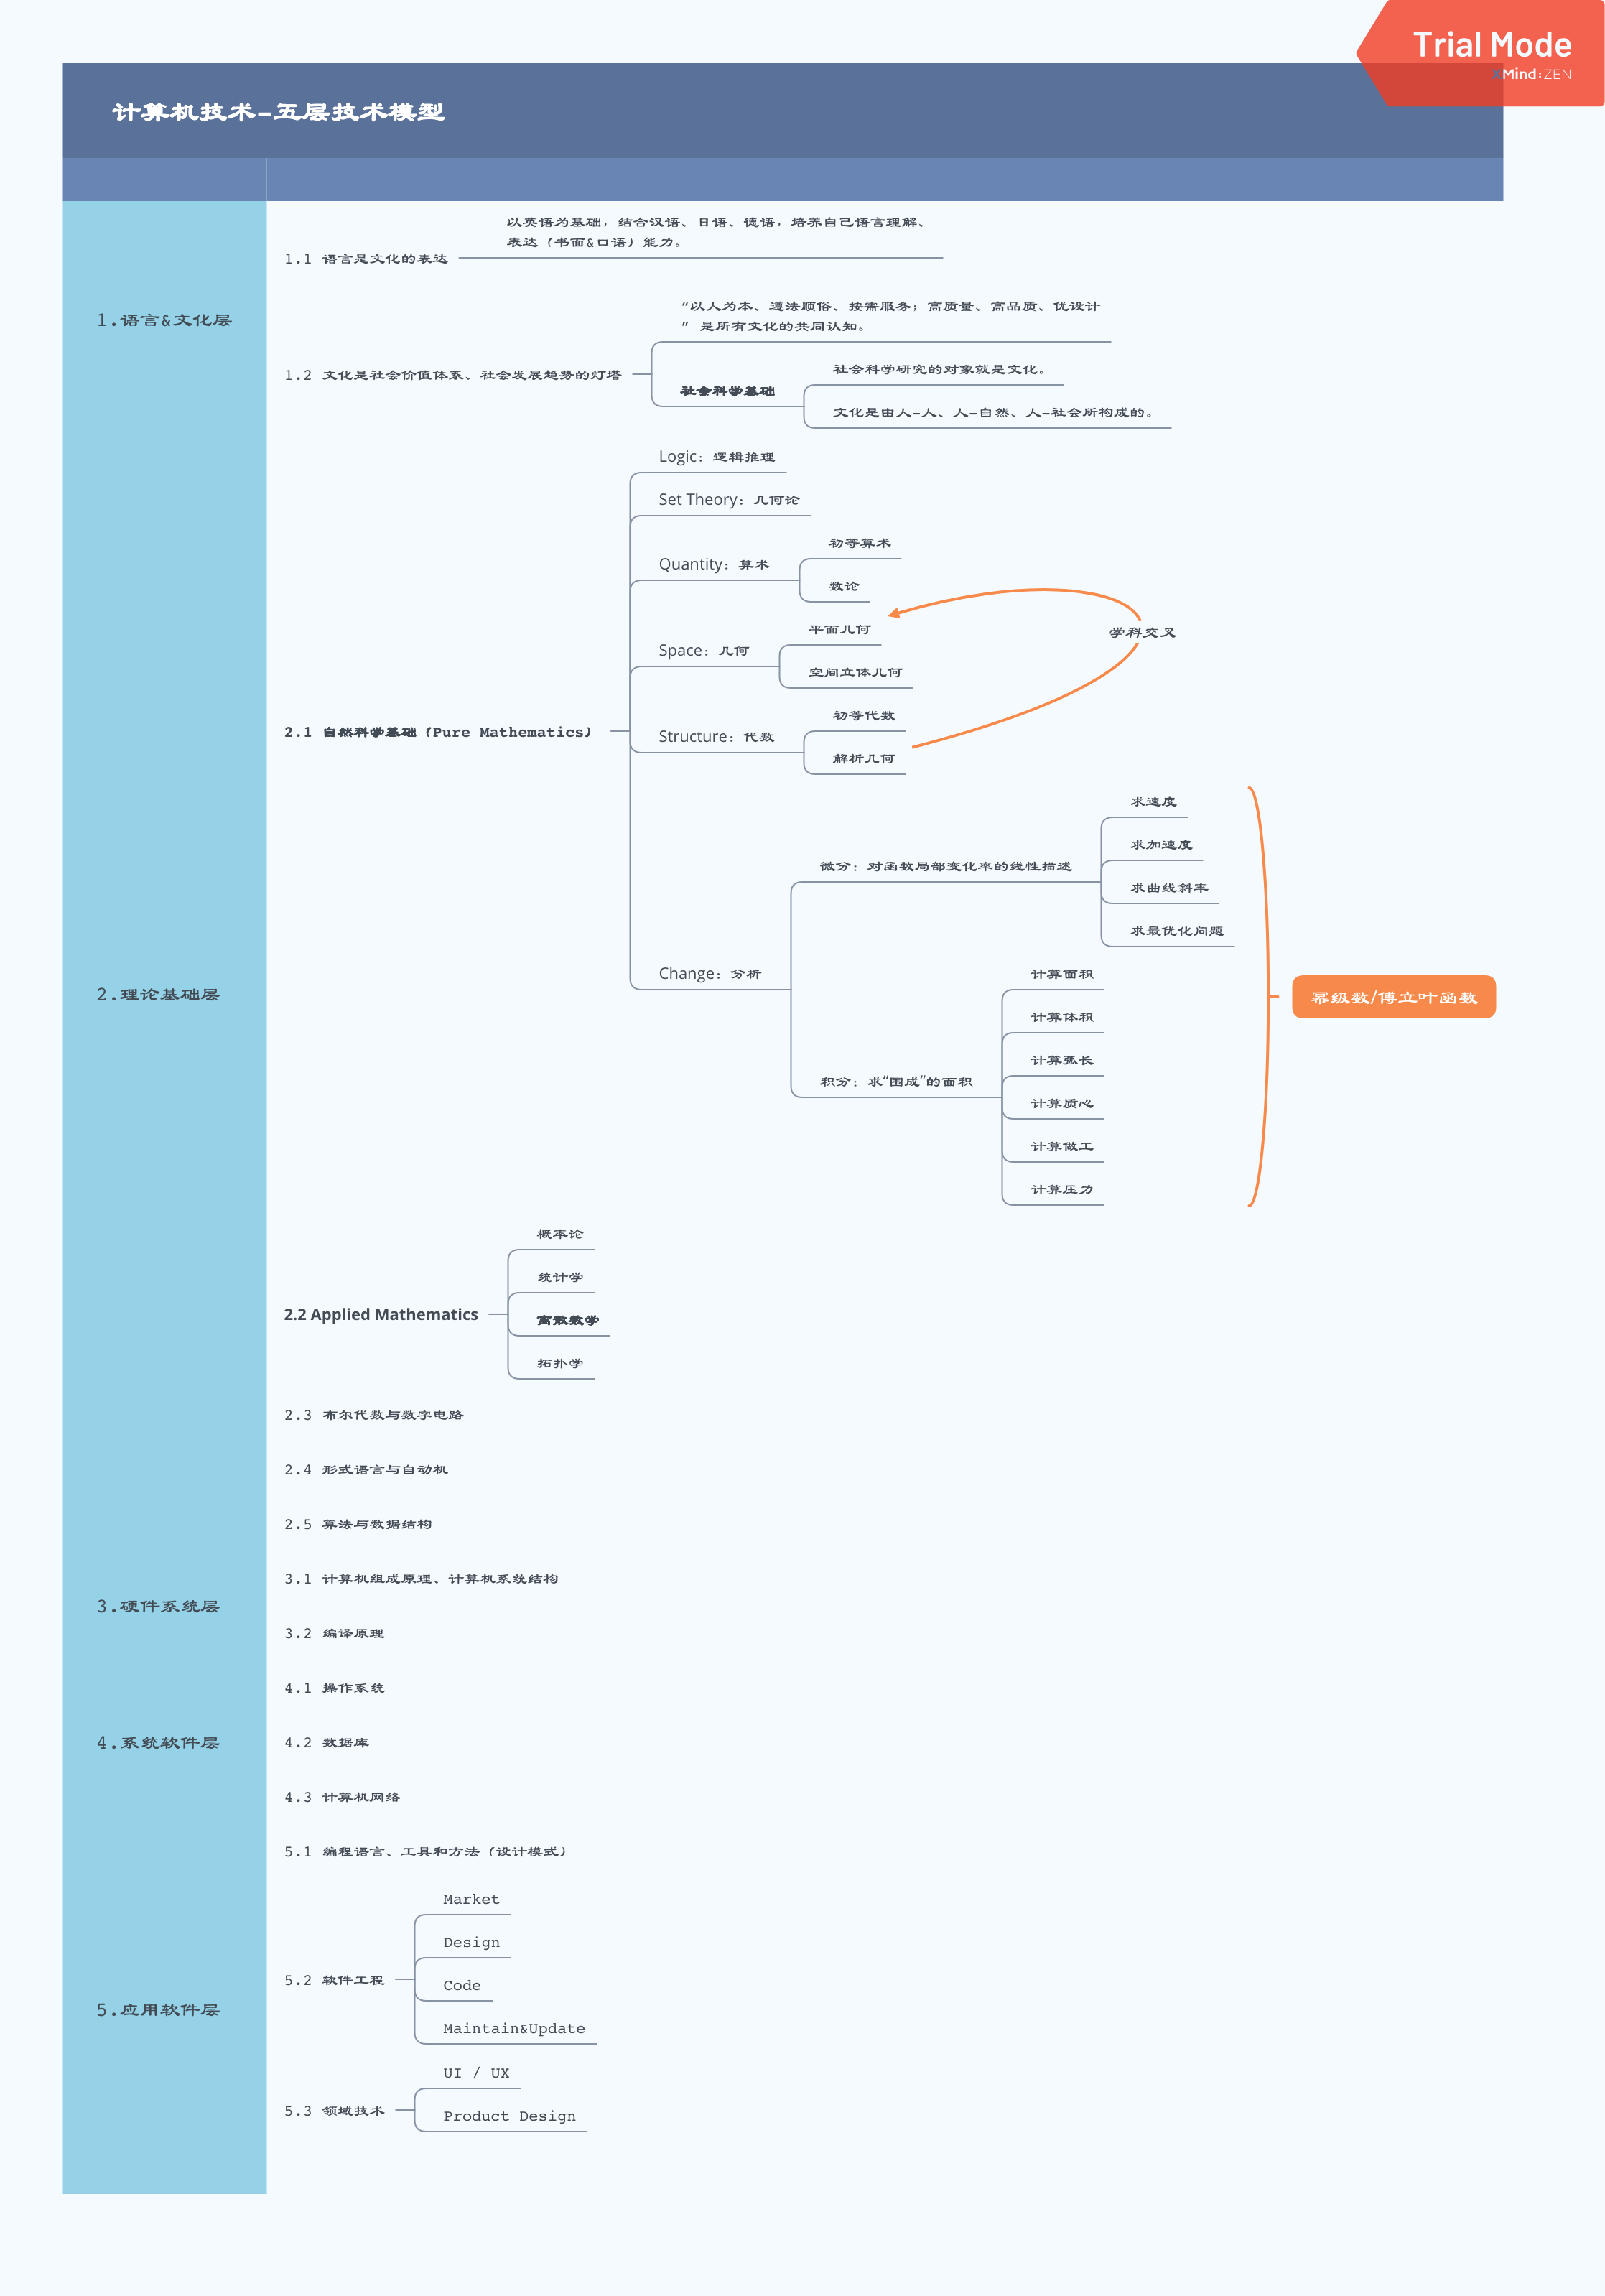 Trial Mode
XMind:ZEN
计算机技术-五层技术模型
1.语言&文化层
1.1 语言是文化的表达
以英语为基础，结合汉语、日语、德语，培养自己语言理解、
表达（书面&口语）能力。
1.2 文化是社会价值体系、社会发展趋势的灯塔
“以人为本、遵法顺俗、按需服务；高质量、高品质、优设计
” 是所有文化的共同认知。
社会科学基础
社会科学研究的对象就是文化。
文化是由人-人、人-自然、人-社会所构成的。
2.理论基础层
2.1 自然科学基础（Pure Mathematics）
Logic：逻辑推理
Set Theory：几何论
Quantity：算术
初等算术
数论
Space：几何
平面几何
空间立体几何
Structure：代数
初等代数
解析几何
学科交叉
Change：分析
微分：对函数局部变化率的线性描述
求速度
求加速度
求曲线斜率
求最优化问题
积分：求“围成”的面积
计算面积
计算体积
计算弧长
计算质心
计算做工
计算压力
幂级数/傅立叶函数
2.2 Applied Mathematics
概率论
统计学
离散数学
拓扑学
2.3 布尔代数与数字电路
2.4 形式语言与自动机
2.5 算法与数据结构
3.硬件系统层
3.1 计算机组成原理、计算机系统结构
3.2 编译原理
4.系统软件层
4.1 操作系统
4.2 数据库
4.3 计算机网络
5.应用软件层
5.1 编程语言、工具和方法（设计模式）
5.2 软件工程
Market
Design
Code
Maintain&Update
5.3 领域技术
UI / UX
Product Design